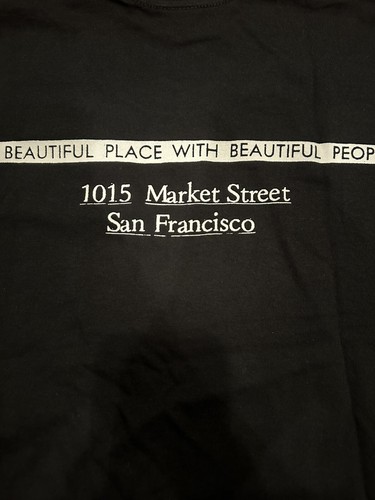 BEAUTIFUL PLACE WITH BEAUTIFUL PEOP
1015 Market Street
San Francisco